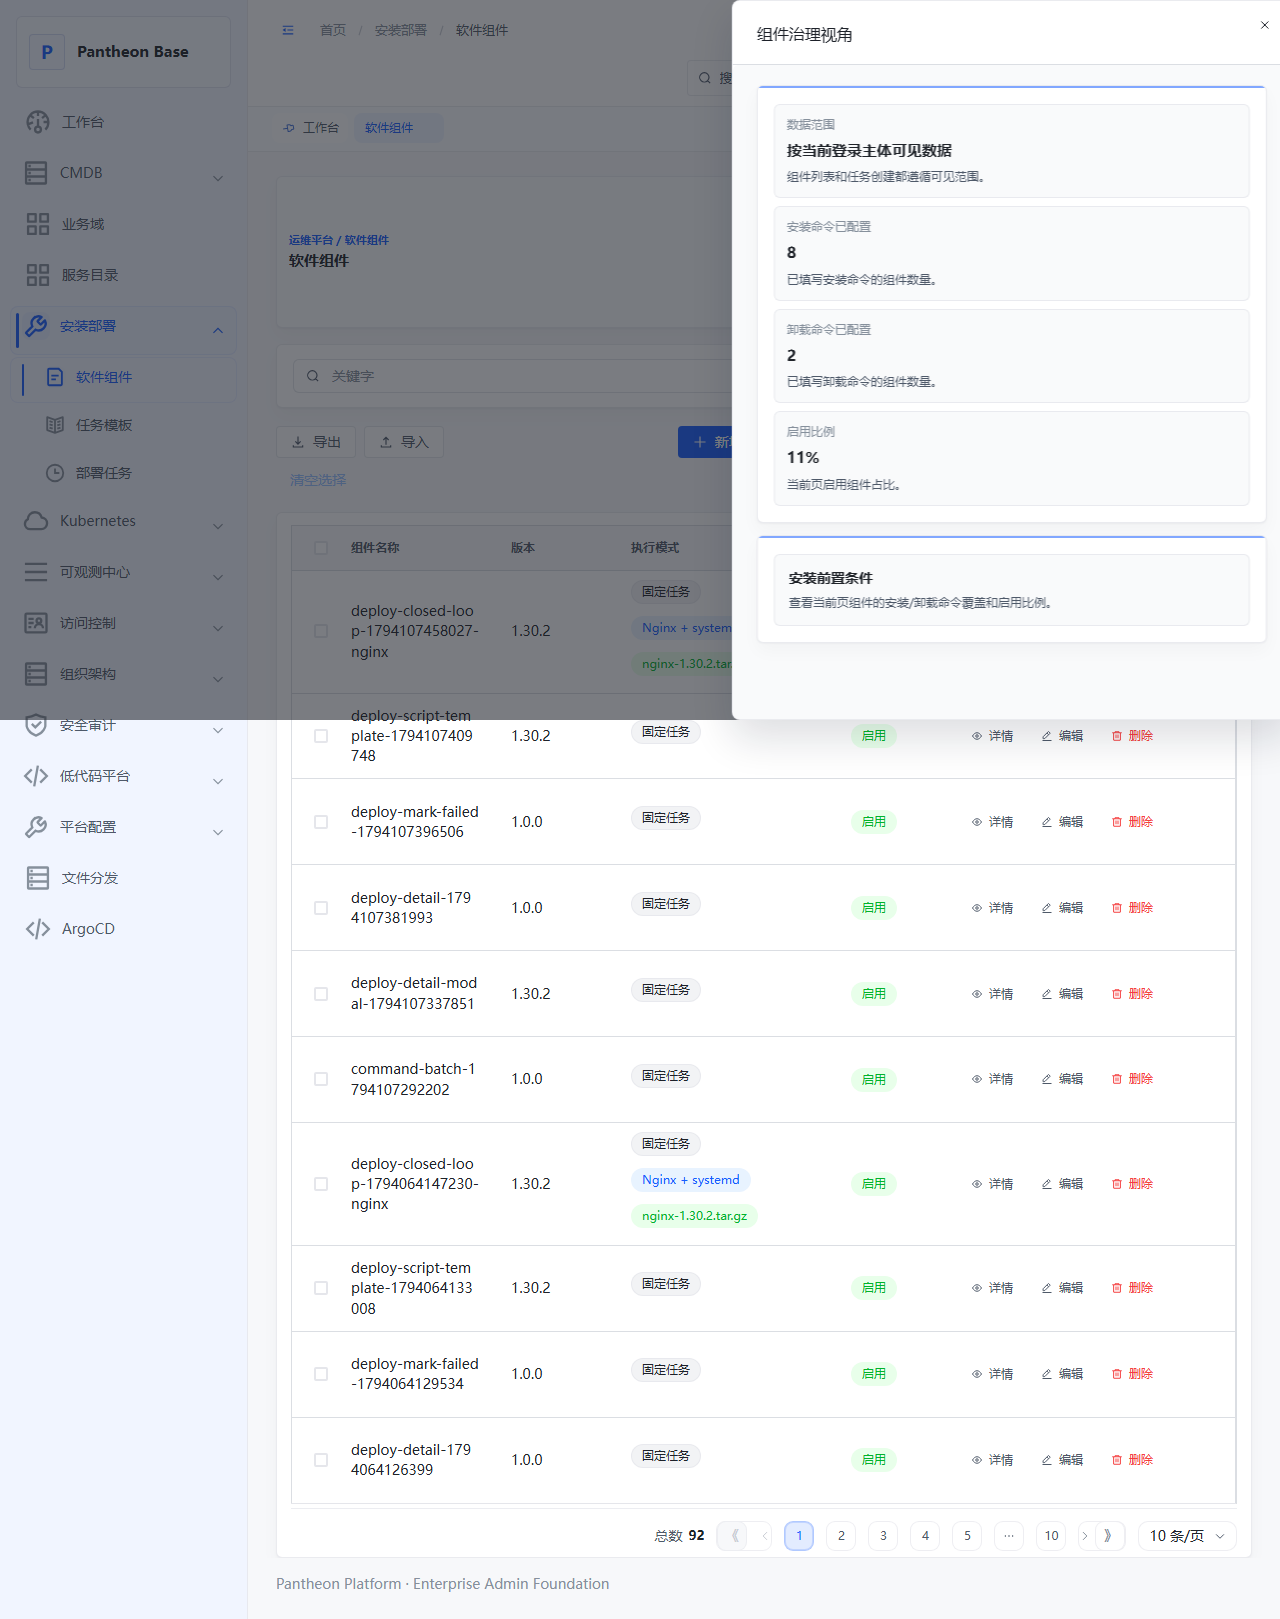 P
Pantheon Base
工作台
CMDB
业务域
服务目录
安装部署
软件组件
任务模板
部署任务
Kubernetes
可观测中心
访问控制
组织架构
安全审计
低代码平台
平台配置
文件分发
ArgoCD
首页 / 安装部署 / 软件组件
搜
工作台
软件组件
运维平台 / 软件组件
软件组件
关键字
导出
导入
新
清空选择
组件名称 版本 执行模式
deploy-closed-loo
p-1794107458027-
nginx
1.30.2
固定任务
Nginx + system
nginx-1.30.2.tar
deploy-script-tem
plate-1794107409
748
1.30.2
固定任务
启用 详情 编辑 删除
deploy-mark-failed
-1794107396506
1.0.0
固定任务
启用 详情 编辑 删除
deploy-detail-179
4107381993
1.0.0
固定任务
启用 详情 编辑 删除
deploy-detail-mod
al-1794107337851
1.30.2
固定任务
启用 详情 编辑 删除
command-batch-1
794107292202
1.0.0
固定任务
启用 详情 编辑 删除
deploy-closed-loo
p-1794064147230-
nginx
1.30.2
固定任务
Nginx + systemd
nginx-1.30.2.tar.gz
启用 详情 编辑 删除
deploy-script-tem
plate-1794064133
008
1.30.2
固定任务
启用 详情 编辑 删除
deploy-mark-failed
-1794064129534
1.0.0
固定任务
启用 详情 编辑 删除
deploy-detail-179
4064126399
1.0.0
固定任务
启用 详情 编辑 删除
总数 92 《 1 2 3 4 5 ··· 10 》 10 条/页
Pantheon Platform · Enterprise Admin Foundation
组件治理视角
数据范围
按当前登录主体可见数据
组件列表和任务创建都遵循可见范围。
安装命令已配置
8
已填写安装命令的组件数量。
卸载命令已配置
2
已填写卸载命令的组件数量。
启用比例
11%
当前页启用组件占比。
安装前置条件
查看当前页组件的安装/卸载命令覆盖和启用比例。